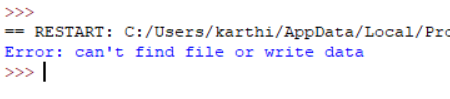 >>>
== RESTART: C:/Users/karthi/AppData/Local/Pro
Error: can't find file or write data
>>>